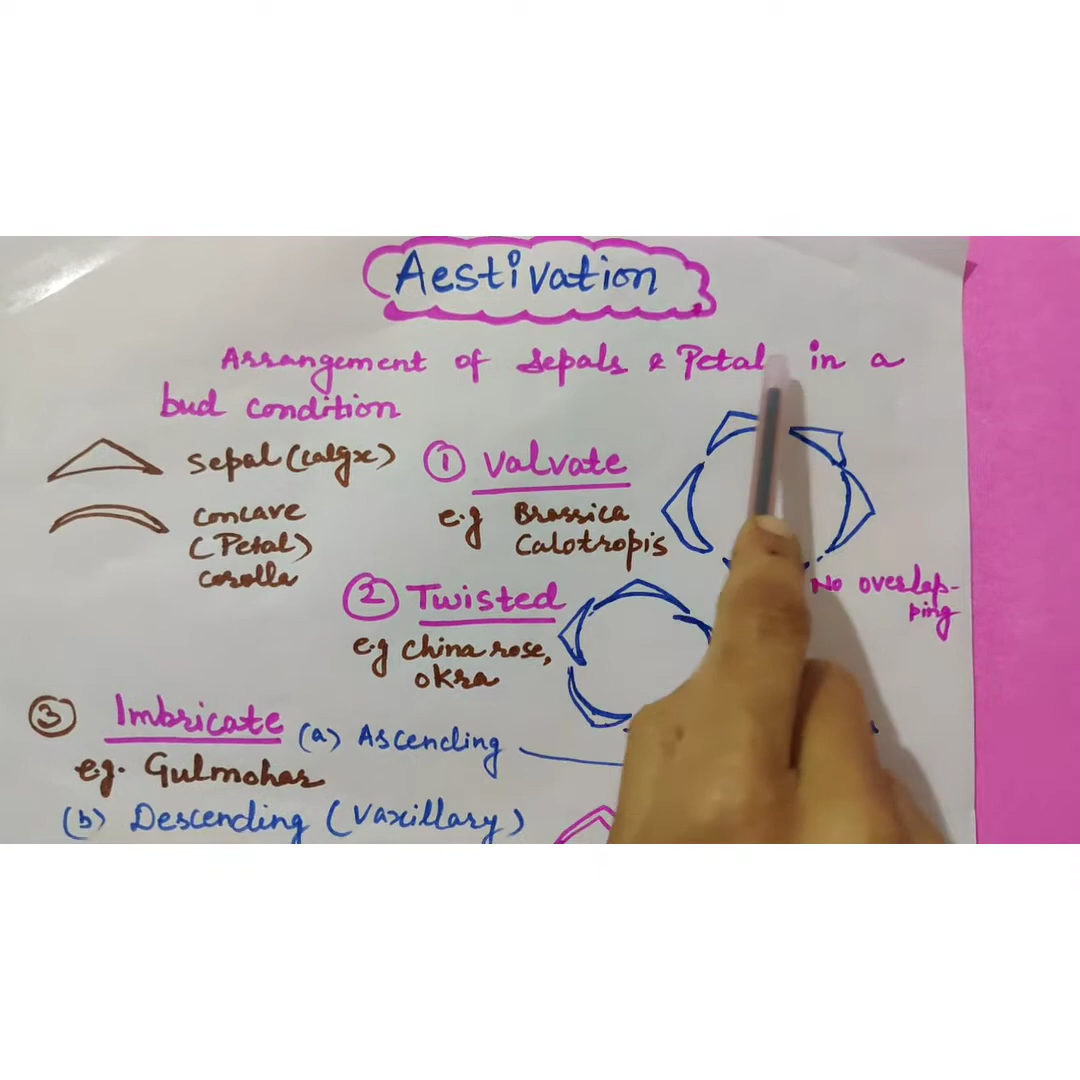 Aestivation
Arrangement of Sepals & Petal in a
bud condition
Sepal (Calyx)
Concave
(Petal)
Corolla
① Valvate
e.g Brassica
Calotropis
No overlap-
ping
② Twisted
e.g China rose,
okra
③ Imbricate
(a) Ascending
e.g. Gulmohar
(b) Descending (Vaxillary)